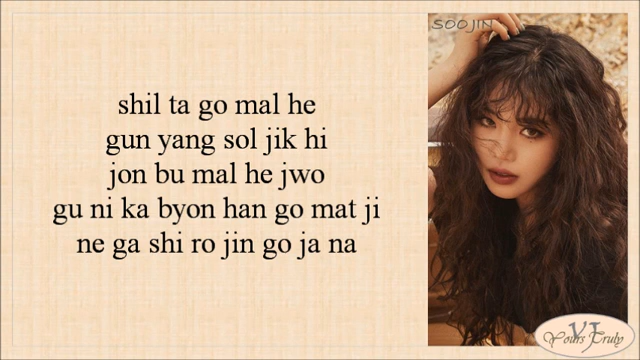 SOOJIN
shil ta go mal he
gun yang sol jik hi
jon bu mal he jwo
gu ni ka byon han go mat ji
ne ga shi ro jin go ja na
VJ
Yours Truly